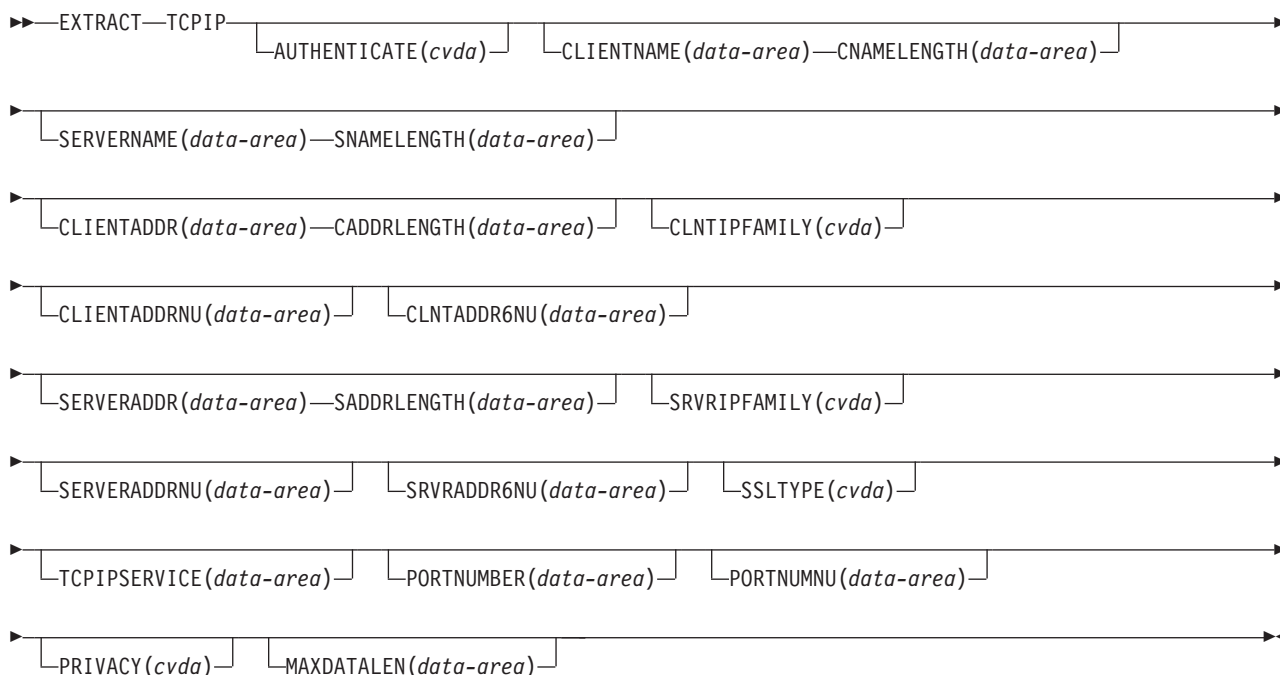 EXTRACT TCPIP
AUTHENTICATE(cvda) CLIENTNAME(data-area) CNAMELENGTH(data-area)
SERVERNAME(data-area) SNAMELENGTH(data-area)
CLIENTADDR(data-area) CADDRLENGTH(data-area) CLNTIPFAMILY(cvda)
CLIENTADDRNU(data-area) CLNTADDR6NU(data-area)
SERVERADDR(data-area) SADDRLENGTH(data-area) SRVRIPFAMILY(cvda)
SERVERADDRNU(data-area) SRVRADDR6NU(data-area) SSLTYPE(cvda)
TCPIPSERVICE(data-area) PORTNUMBER(data-area) PORTNUMNU(data-area)
PRIVACY(cvda) MAXDATALEN(data-area)